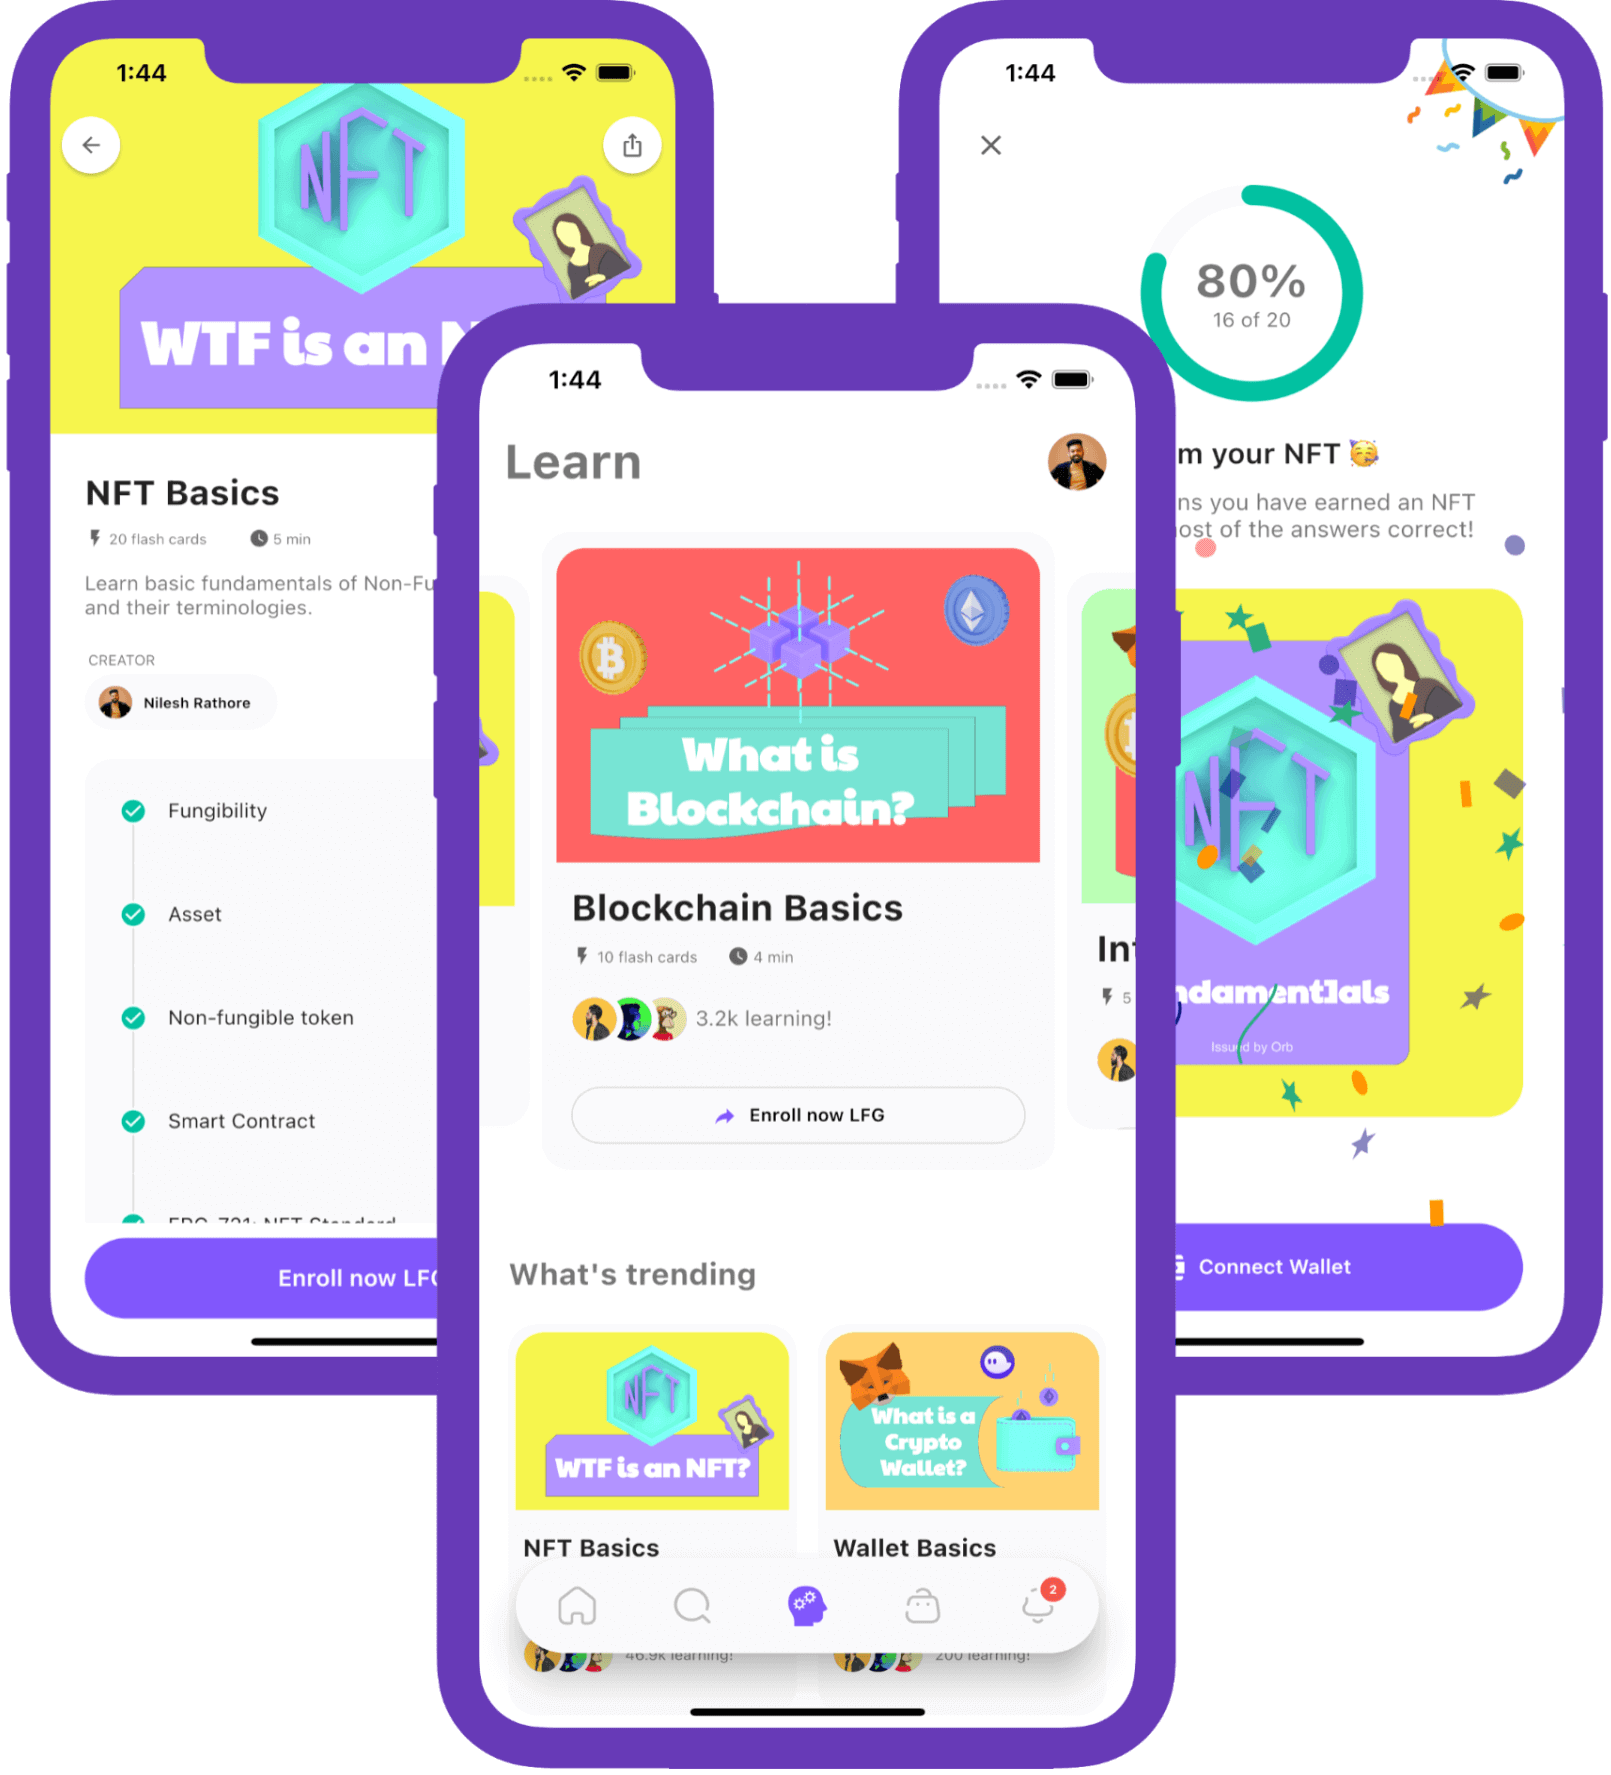 1:44
NFT
WTF is an
NFT Basics
20 flash cards
5 min
Learn basic fundamentals of Non-Fu
and their terminologies.
CREATOR
Nilesh Rathore
Fungibility
Asset
Non-fungible token
Smart Contract
ERC-721: NFT Standard
Enroll now LFG
1:44
Learn
What is
Blockchain?
Blockchain Basics
10 flash cards
4 min
3.2k learning!
Enroll now LFG
Int
5
What's trending
NFT
WTF is an NFT?
NFT Basics
46.9k learning!
What is a
Crypto
Wallet?
Wallet Basics
200 learning!
2
1:44
80%
16 of 20
m your NFT
ns you have earned an NFT
ost of the answers correct!
NFT
ndamentals
Issued by Orb
Connect Wallet